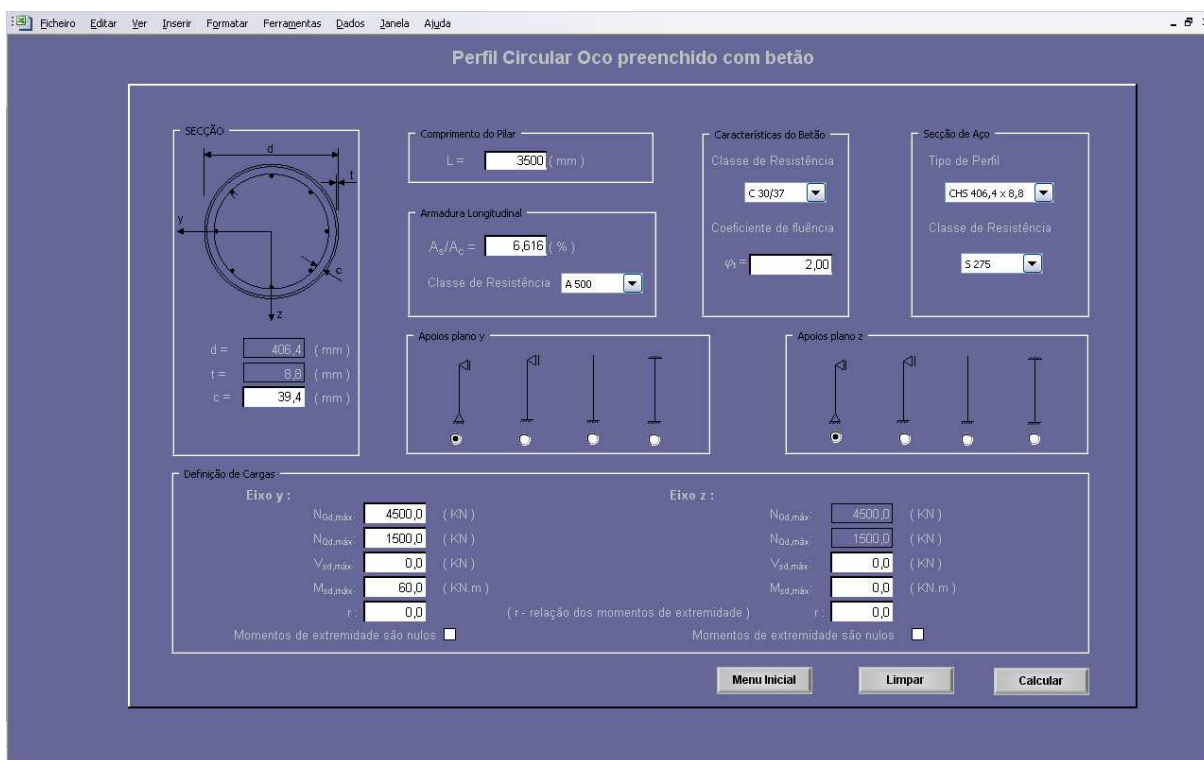 Ficheiro Editar Ver Inserir Formatar Ferramentas Dados Janela Ajuda
Perfil Circular Oco preenchido com betão
SECÇÃO
d
t
y
c
z
d = 406,4 ( mm )
t = 8,8 ( mm )
c = 39,4 ( mm )
Comprimento do Pilar
L = 3500 ( mm )
Armadura Longitudinal
As/Ac = 6,616 ( % )
Classe de Resistência A 500
Características do Betão
Classe de Resistência
C 30/37
Coeficiente de fluência
φt = 2,00
Secção de Aço
Tipo de Perfil
CHS 406,4 x 8,8
Classe de Resistência
S 275
Apoios plano y
Apoios plano z
Definição de Cargas
Eixo y : Eixo z :
NGd,máx: 4500,0 ( KN ) NGd,máx: 4500,0 ( KN )
NQd,máx: 1500,0 ( KN ) NQd,máx: 1500,0 ( KN )
Vsd,máx: 0,0 ( KN ) Vsd,máx: 0,0 ( KN )
Msd,máx: 60,0 ( KN.m ) Msd,máx: 0,0 ( KN.m )
r : 0,0 ( r - relação dos momentos de extremidade ) r : 0,0
Momentos de extremidade são nulos Momentos de extremidade são nulos
Menu Inicial Limpar Calcular